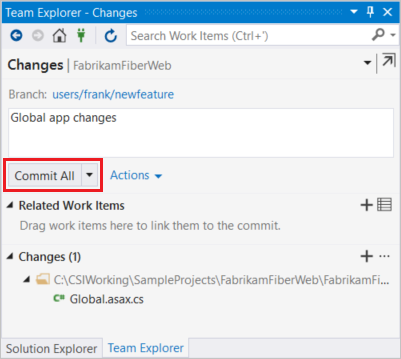 Team Explorer - Changes
Search Work Items (Ctrl+')
Changes | FabrikamFiberWeb
Branch: users/frank/newfeature
Global app changes
Commit All Actions
Related Work Items
Drag work items here to link them to the commit.
Changes (1)
C:\CSIWorking\SampleProjects\FabrikamFiberWeb\FabrikamFi...
C# Global.asax.cs
Solution Explorer Team Explorer